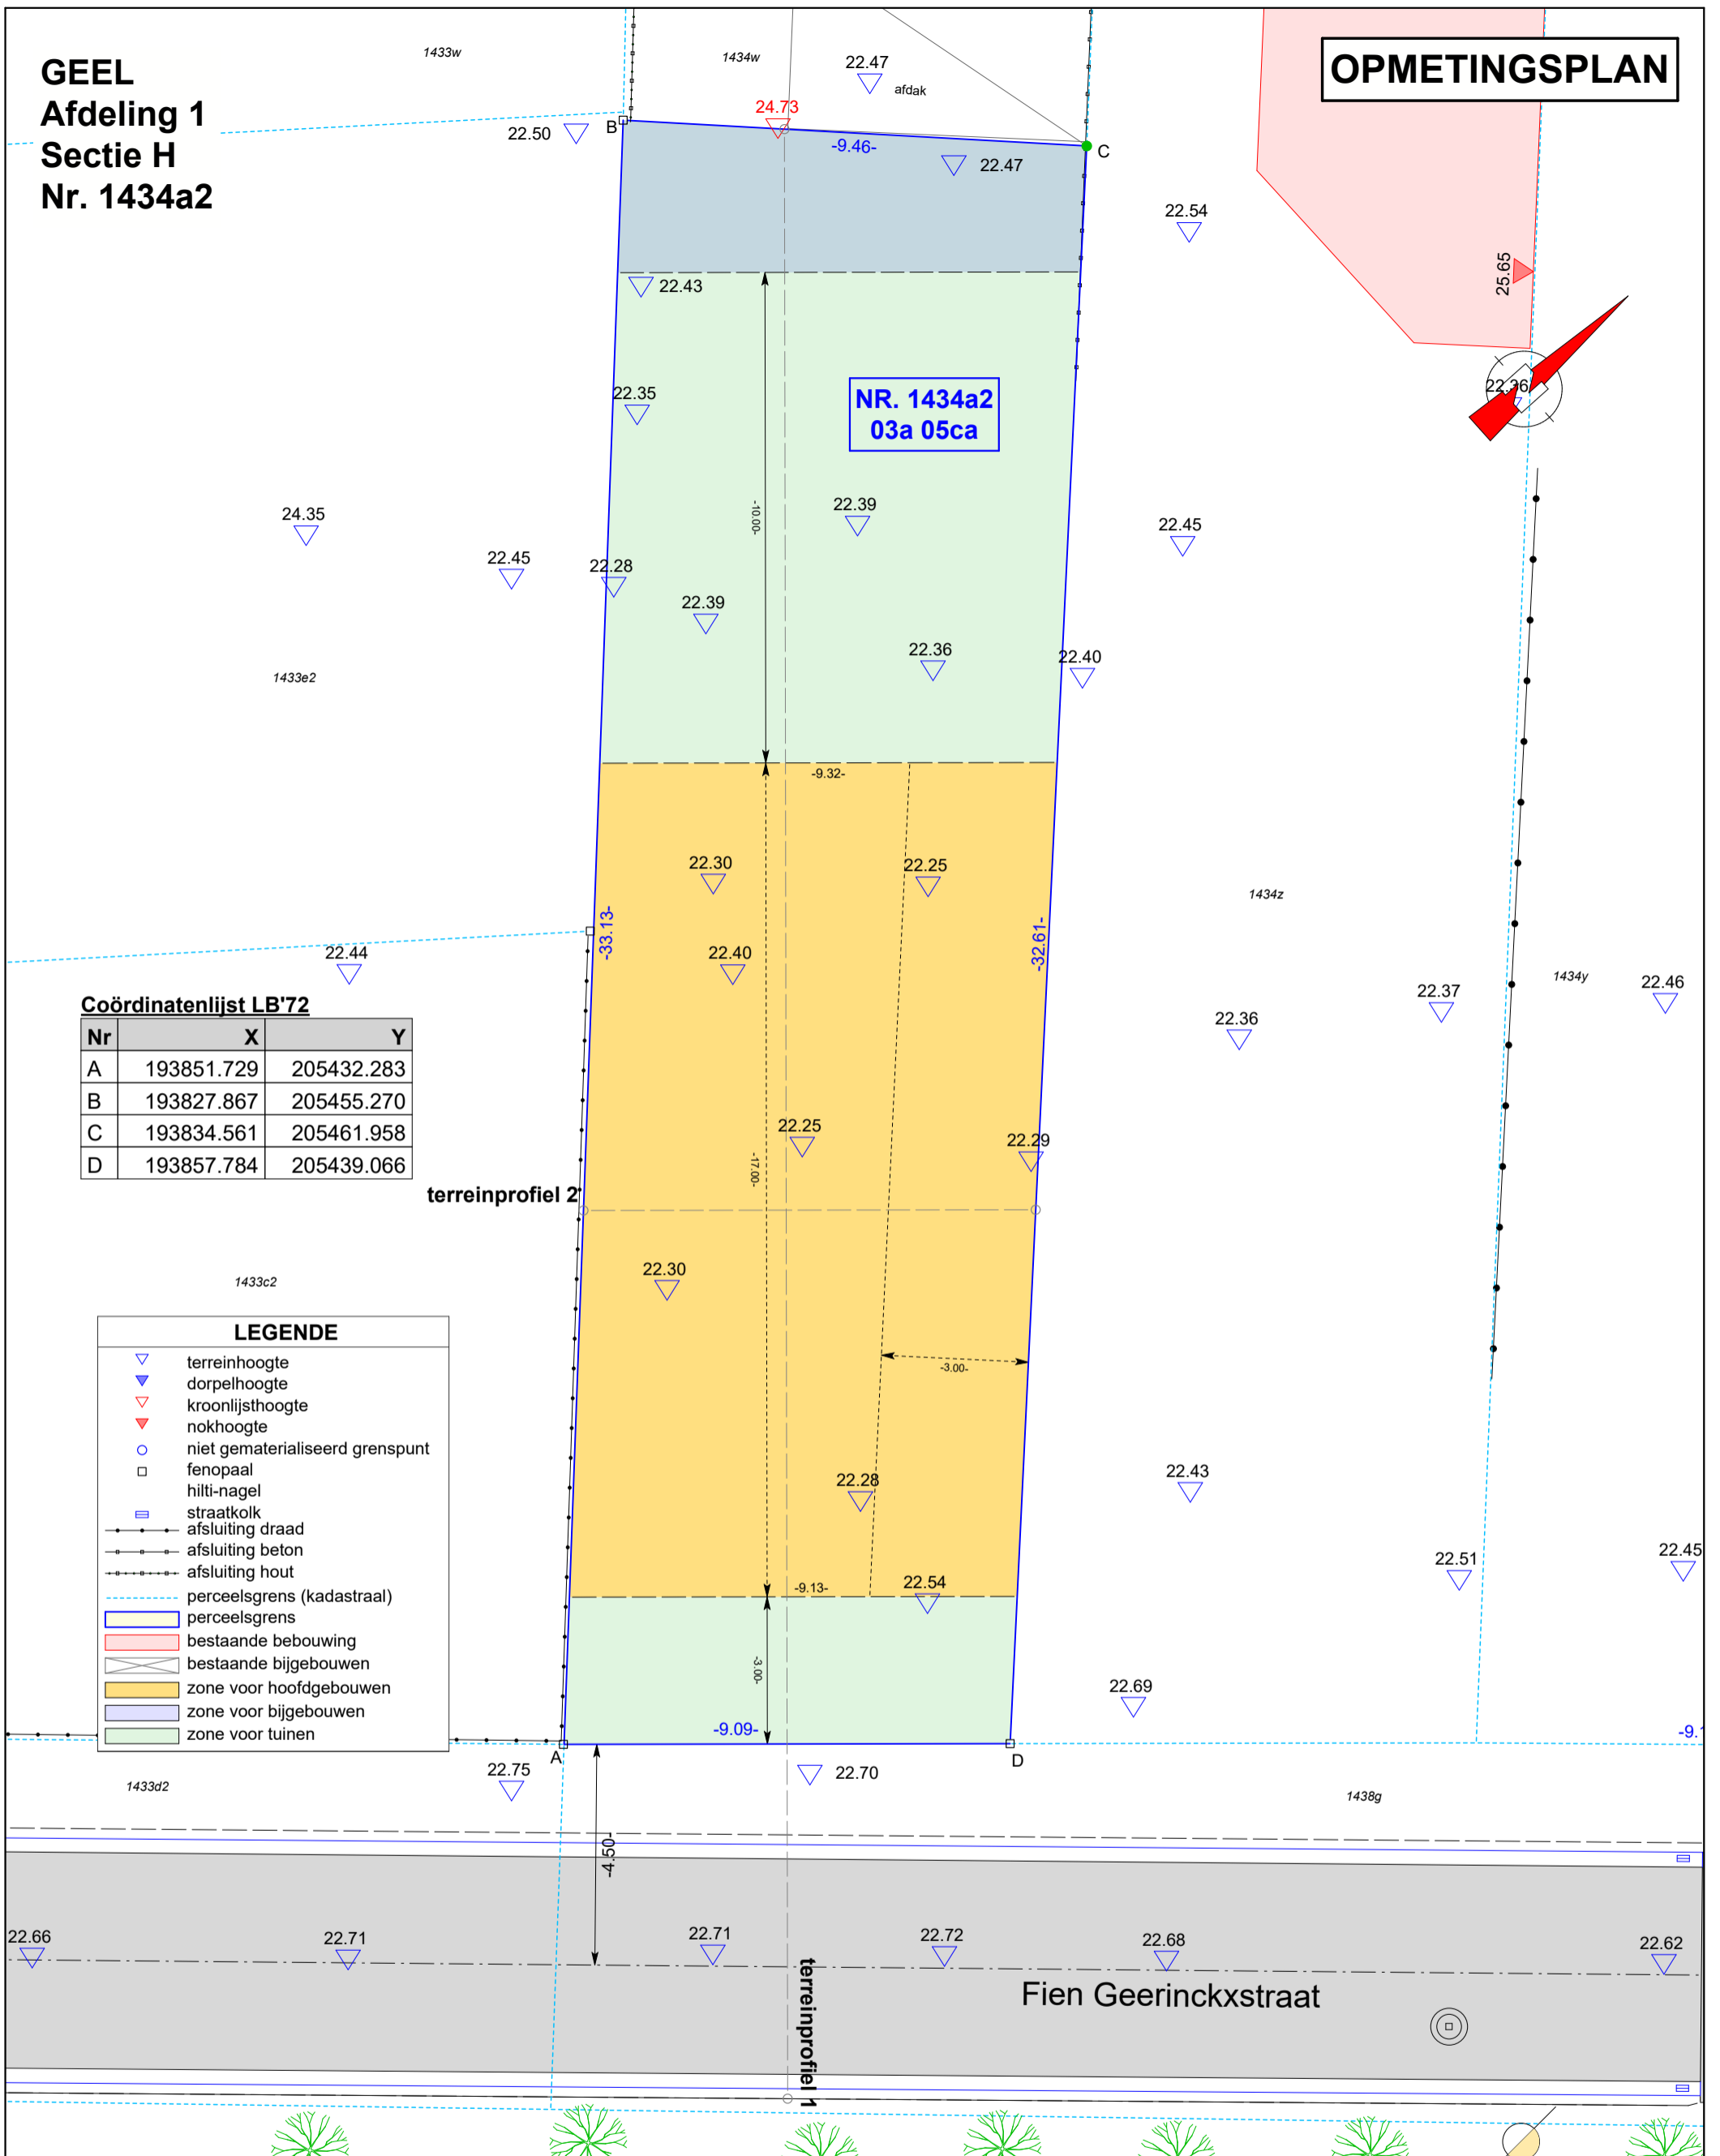 GEEL
Afdeling 1
Sectie H
Nr. 1434a2
OPMETINGSPLAN
1433w
1434w
22.47
afdak
24.73
22.50
B
-9.46-
C
22.47
22.54
25.65
22.43
22.35
NR. 1434a2
03a 05ca
22.36
-10.00-
22.39
24.35
22.45
22.45
22.28
22.39
22.36
22.40
1433e2
-9.32-
22.30
22.25
1434z
-33.13-
-32.61-
22.44
22.40
1434y
22.46
22.37
22.36
Coördinatenlijst LB'72
Nr X Y
A 193851.729 205432.283
B 193827.867 205455.270
C 193834.561 205461.958
D 193857.784 205439.066
22.25
22.29
-17.00-
terreinprofiel 2
22.30
1433c2
-3.00-
LEGENDE
terreinhoogte
dorpelhoogte
kroonlijsthoogte
nokhoogte
niet gematerialiseerd grenspunt
fenopaal
hilti-nagel
straatkolk
afsluiting draad
afsluiting beton
afsluiting hout
perceelsgrens (kadastraal)
perceelsgrens
bestaande bebouwing
bestaande bijgebouwen
zone voor hoofdgebouwen
zone voor bijgebouwen
zone voor tuinen
22.28
22.43
22.51
22.45
-9.13-
22.54
-3.00-
22.69
-9.09-
A
D
22.75
22.70
1433d2
1438g
-4.50-
22.66
22.71
22.71
22.72
22.68
22.62
Fien Geerinckxstraat
terreinprofiel 1